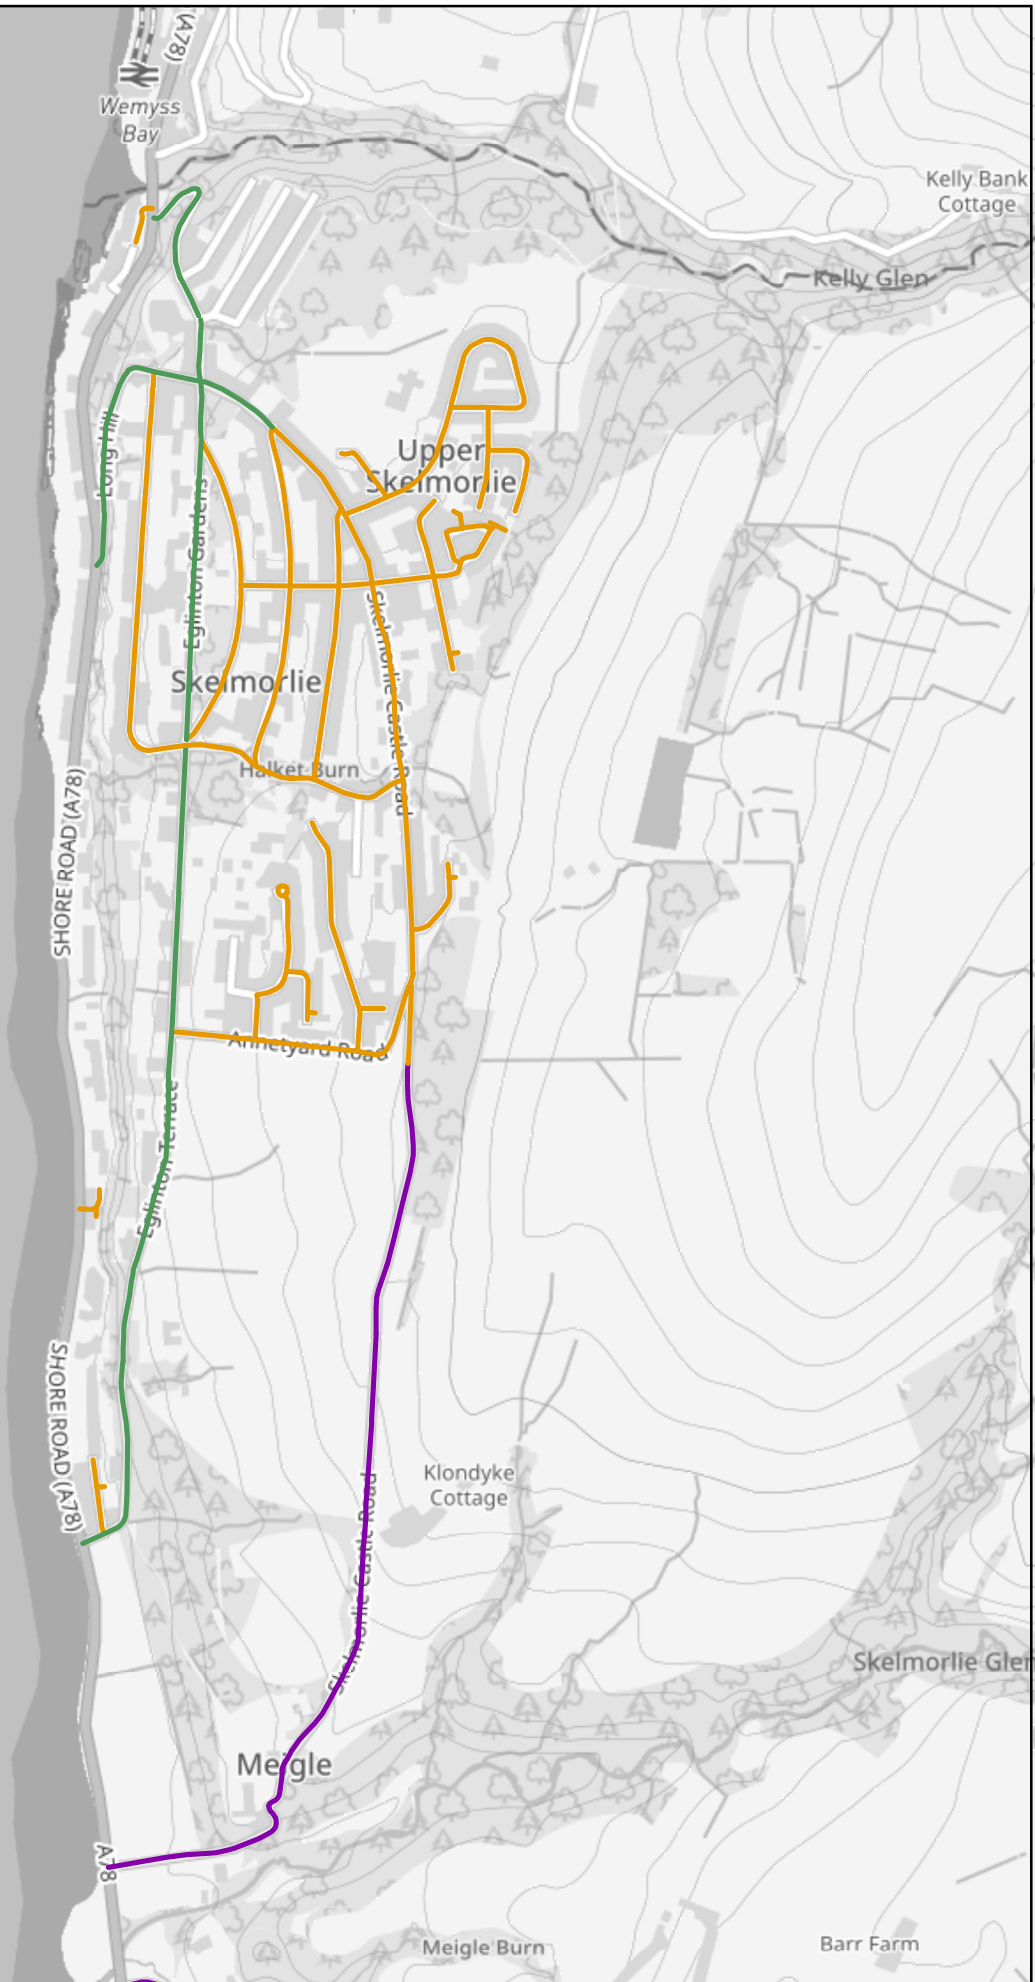 (A78)
Wemyss
Bay
Kelly Bank
Cottage
Kelly Glen
Long Hill
Upper
Skelmorlie
Eglinton Gardens
Skelmorlie Castle Road
Skelmorlie
Halket Burn
SHORE ROAD (A78)
Annetyard Road
Eglinton Terrace
SHORE ROAD (A78)
Klondyke
Cottage
Skelmorlie Castle Road
Skelmorlie Glen
Meigle
A78
Meigle Burn
Barr Farm